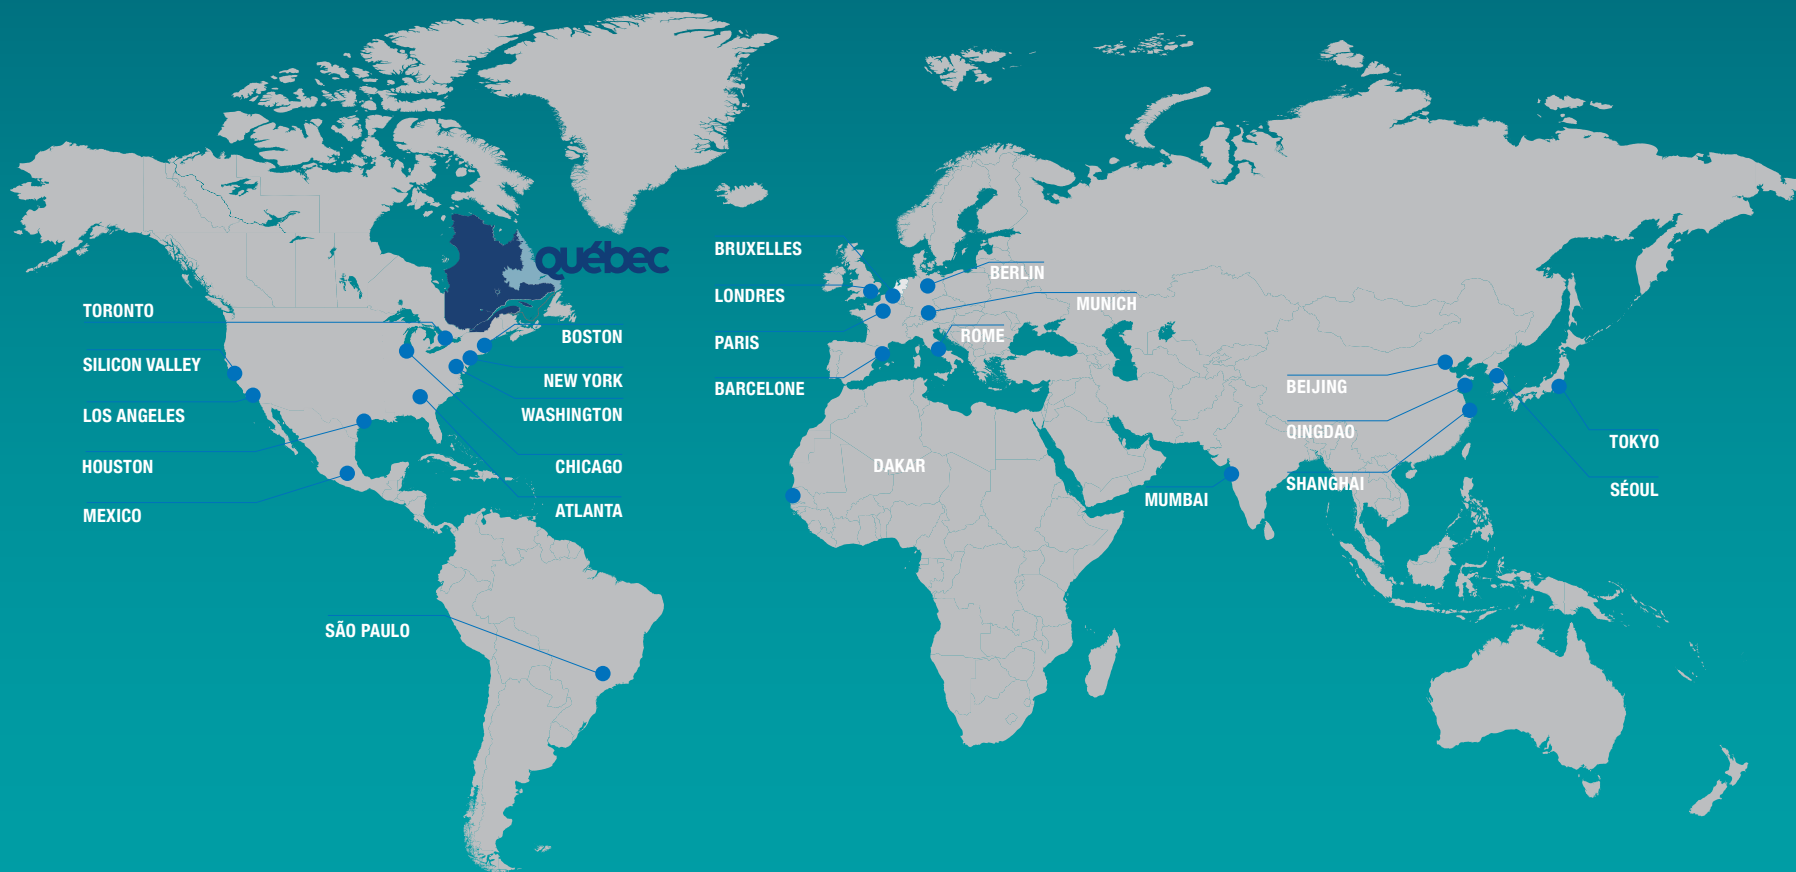 québec
TORONTO
SILICON VALLEY
LOS ANGELES
HOUSTON
MEXICO
BOSTON
NEW YORK
WASHINGTON
CHICAGO
ATLANTA
SÃO PAULO
BRUXELLES
LONDRES
PARIS
BARCELONE
BERLIN
MUNICH
ROME
DAKAR
MUMBAI
BEIJING
QINGDAO
SHANGHAI
TOKYO
SÉOUL